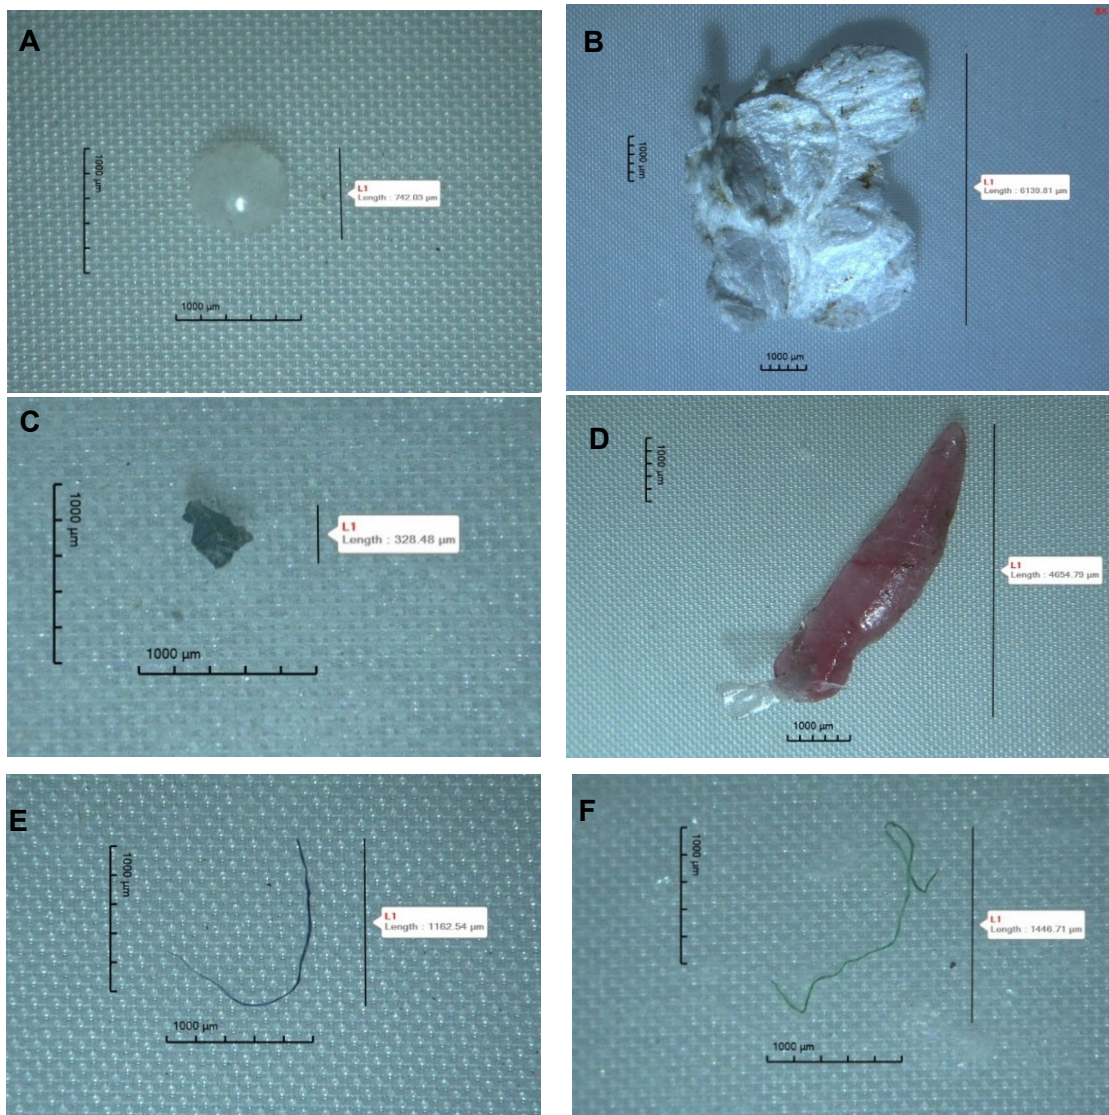 A
1000 µm
L1
Length : 742.03 µm
1000 µm
B
8X
1000 µm
L1
Length : 6139.81 µm
1000 µm
C
1000 µm
L1
Length : 328.48 µm
1000 µm
D
1000 µm
L1
Length : 4654.79 µm
1000 µm
E
1000 µm
L1
Length : 1162.54 µm
1000 µm
F
1000 µm
L1
Length : 1446.71 µm
1000 µm